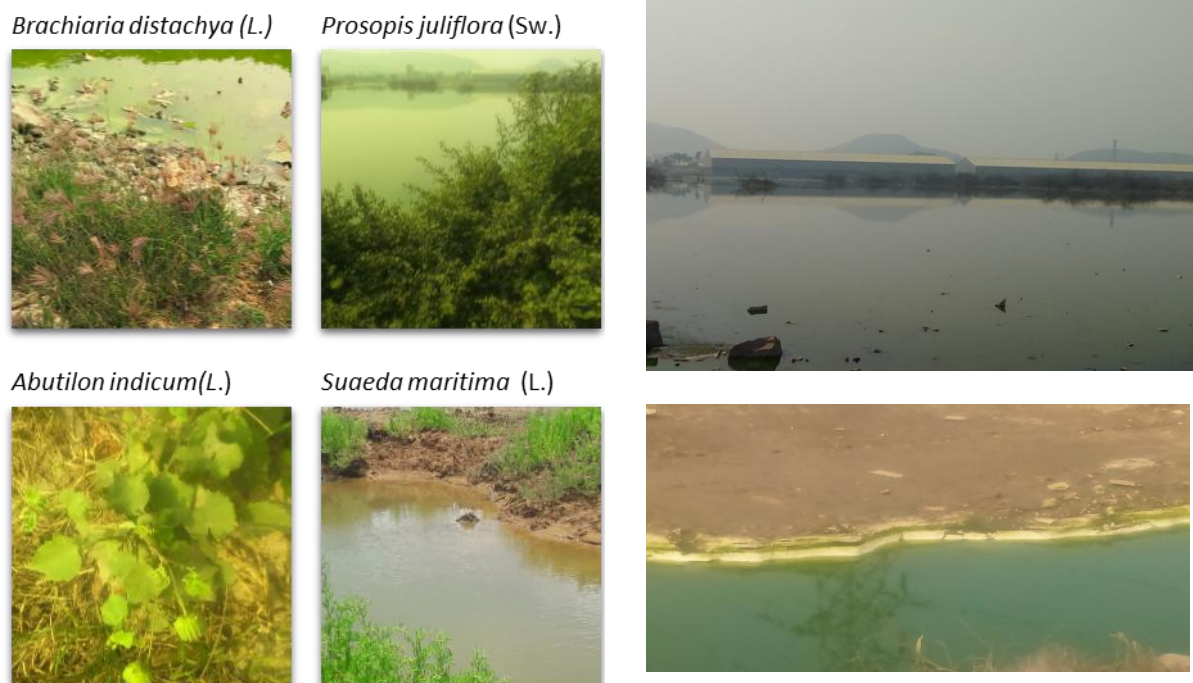 Brachiaria distachya (L.)
Prosopis juliflora (Sw.)
Abutilon indicum(L.)
Suaeda maritima (L.)